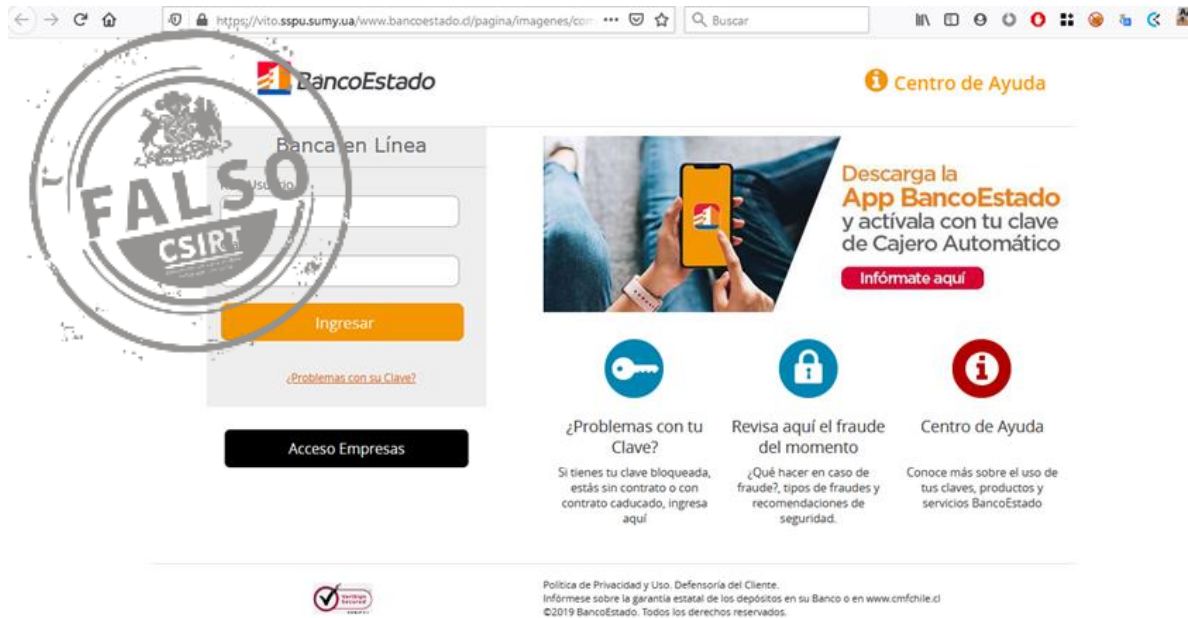 https://vito.sspu.sumy.ua/www.bancoestado.cl/pagina/imagenes/com
Buscar
BancoEstado
Centro de Ayuda
Banca en Línea
FALSO
CSIRT
Ingresar
¿Problemas con su Clave?
Acceso Empresas
Descarga la
App BancoEstado
y actívala con tu clave
de Cajero Automático
Infórmate aquí
¿Problemas con tu
Clave?
Si tienes tu clave bloqueada,
estás sin contrato o con
contrato caducado, ingresa
aquí
Revisa aquí el fraude
del momento
¿Qué hacer en caso de
fraude?, tipos de fraudes y
recomendaciones de
seguridad.
Centro de Ayuda
Conoce más sobre el uso de
tus claves, productos y
servicios BancoEstado
Política de Privacidad y Uso. Defensoría del Cliente.
Infórmese sobre la garantía estatal de los depósitos en su Banco o en www.cmfchile.cl
©2019 BancoEstado. Todos los derechos reservados.